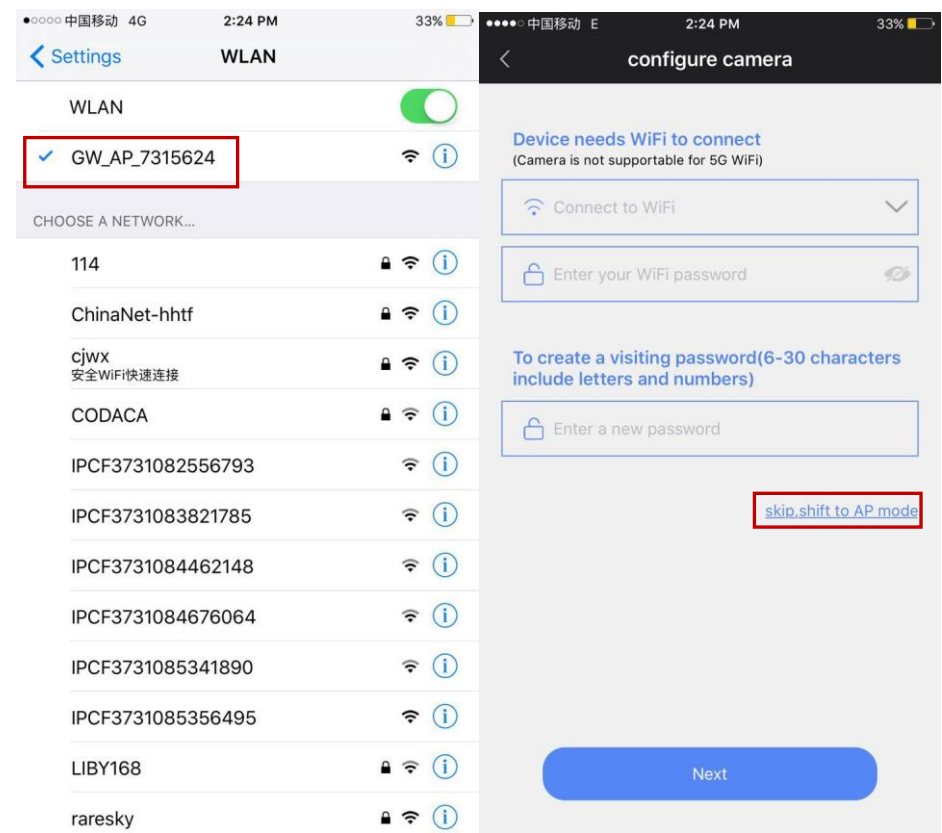 中国移动 4G 2:24 PM 33%
Settings WLAN
WLAN
GW_AP_7315624
CHOOSE A NETWORK...
114
ChinaNet-hhtf
cjwx
安全WiFi快速连接
CODACA
IPCF3731082556793
IPCF3731083821785
IPCF3731084462148
IPCF3731084676064
IPCF3731085341890
IPCF3731085356495
LIBY168
raresky
中国移动 E 2:24 PM 33%
configure camera
Device needs WiFi to connect
(Camera is not supportable for 5G WiFi)
Connect to WiFi
Enter your WiFi password
To create a visiting password(6-30 characters
include letters and numbers)
Enter a new password
skip,shift to AP mode
Next